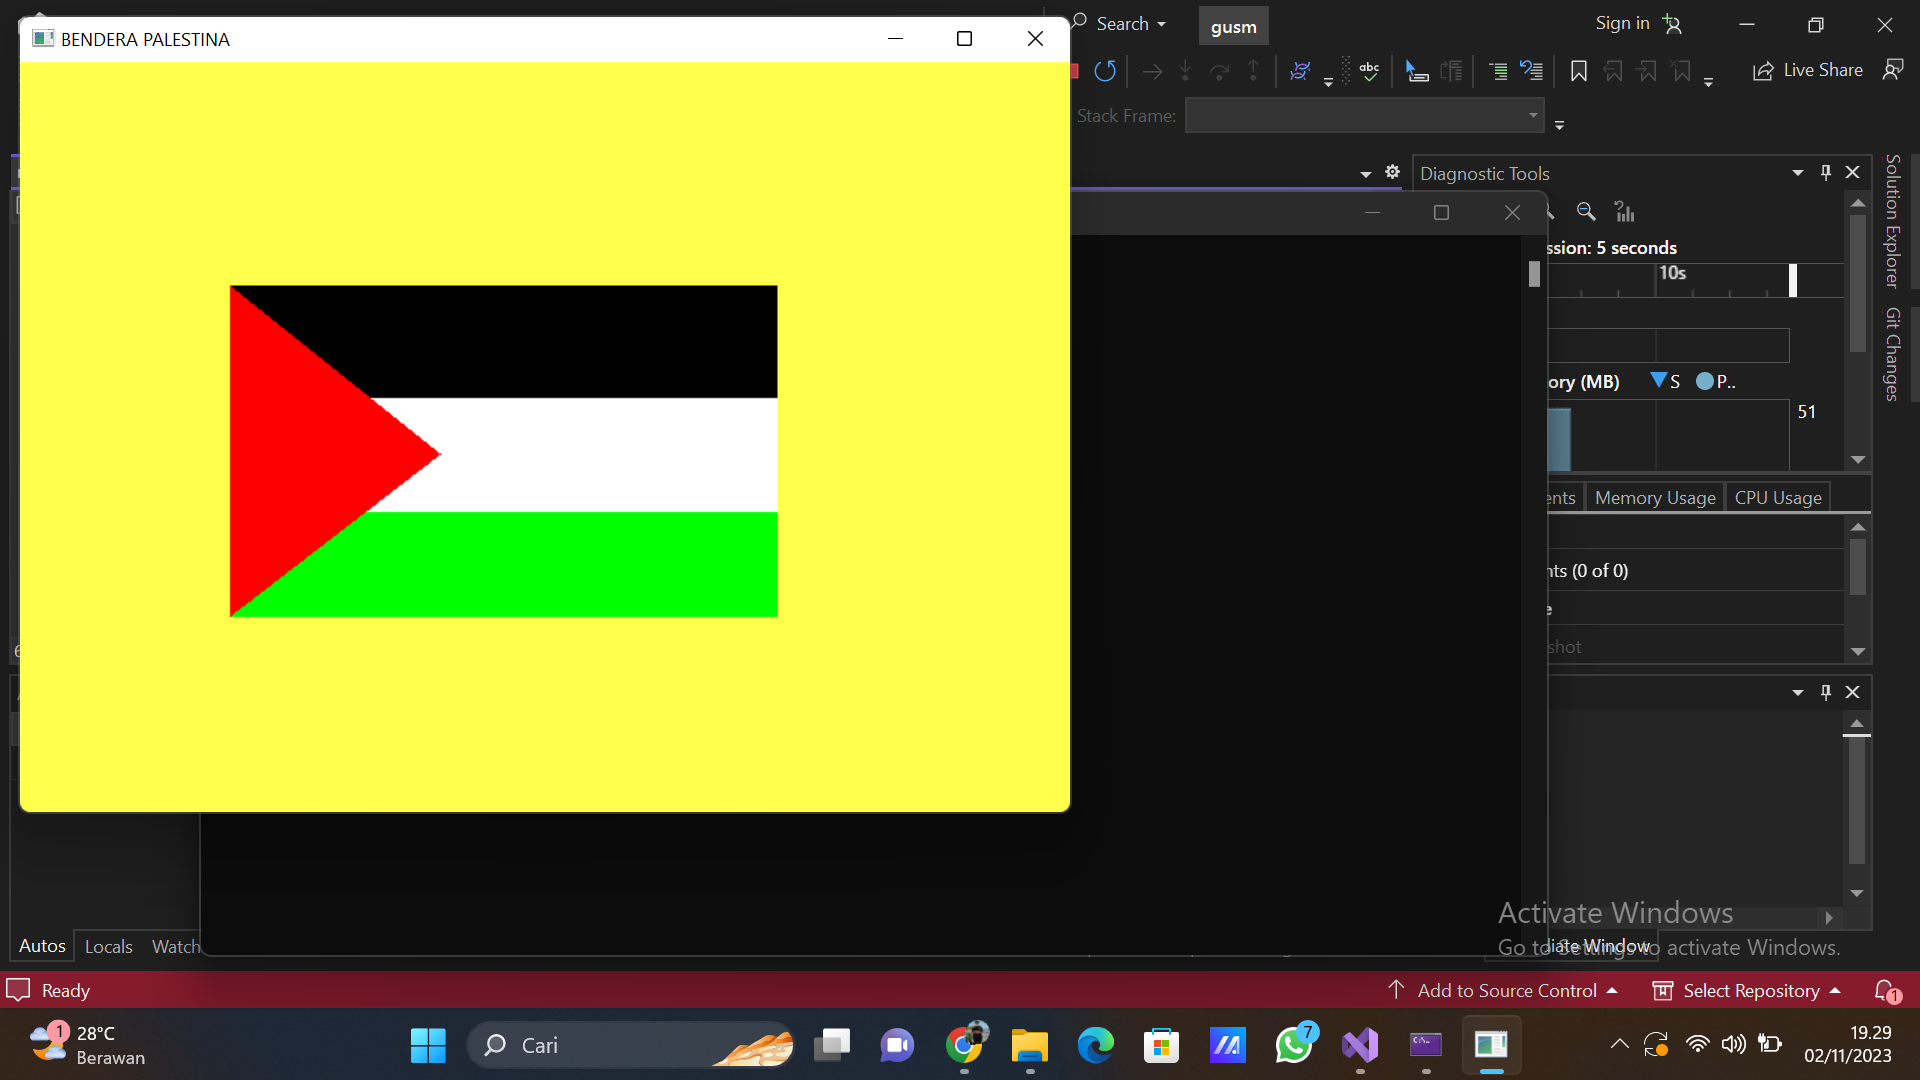 BENDERA PALESTINA
Search
gusm
Sign in
Live Share
Stack Frame:
Diagnostic Tools
ssion: 5 seconds
10s
ory (MB)
S
P..
51
ents
Memory Usage
CPU Usage
nts (0 of 0)
e
shot
Solution Explorer
Git Changes
abc
Activate Windows
Go to Settings to activate Windows.
Autos
Locals
Watch
diate Window
Ready
Add to Source Control
Select Repository
1
1
28°C
Berawan
Cari
7
19.29
02/11/2023